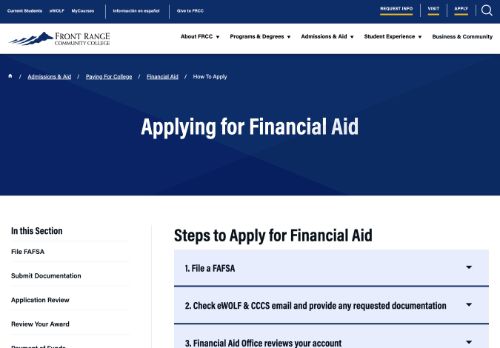 Current Students eWOLF MyCourses Información en español Give to FRCC REQUEST INFO VISIT APPLY
FRONT RANGE
COMMUNITY COLLEGE
About FRCC Programs & Degrees Admissions & Aid Student Experience Business & Community
/ Admissions & Aid / Paying For College / Financial Aid / How To Apply
Applying for Financial Aid
In this Section
File FAFSA
Submit Documentation
Application Review
Review Your Award
Payment of Funds
Steps to Apply for Financial Aid
1. File a FAFSA
2. Check eWOLF & CCCS email and provide any requested documentation
3. Financial Aid Office reviews your account